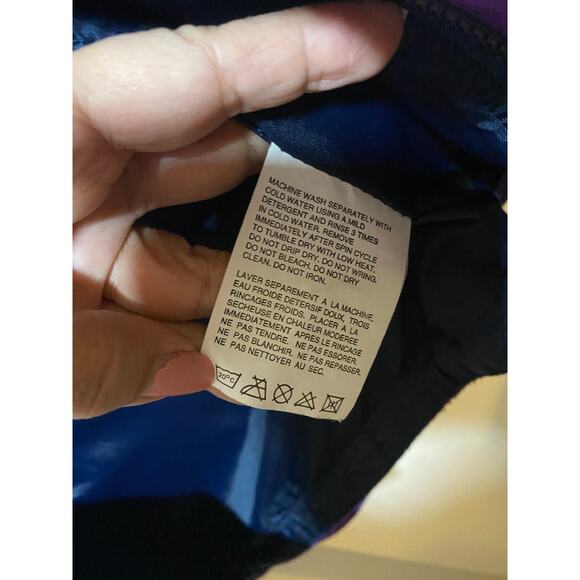 MACHINE WASH SEPARATELY WITH
COLD WATER USING A MILD
DETERGENT AND RINSE 3 TIMES
IN COLD WATER. REMOVE
IMMEDIATELY AFTER SPIN CYCLE
TO TUMBLE DRY WITH LOW HEAT.
DO NOT DRIP DRY. DO NOT WRING.
DO NOT BLEACH. DO NOT DRY
CLEAN. DO NOT IRON.
LAVER SEPAREMENT A LA MACHINE,
EAU FROIDE DETERSIF DOUX, TROIS
RINCAGES FROIDS. PLACER A LA
SECHEUSE EN CHALEUR MODEREE
IMMEDIATEMENT APRÈS LE RINCAGE
NE PAS TENDRE. NE PAS ESSORER.
NE PAS BLANCHIR. NE PAS REPASSER.
NE PAS NETTOYER AU SEC.
20°C